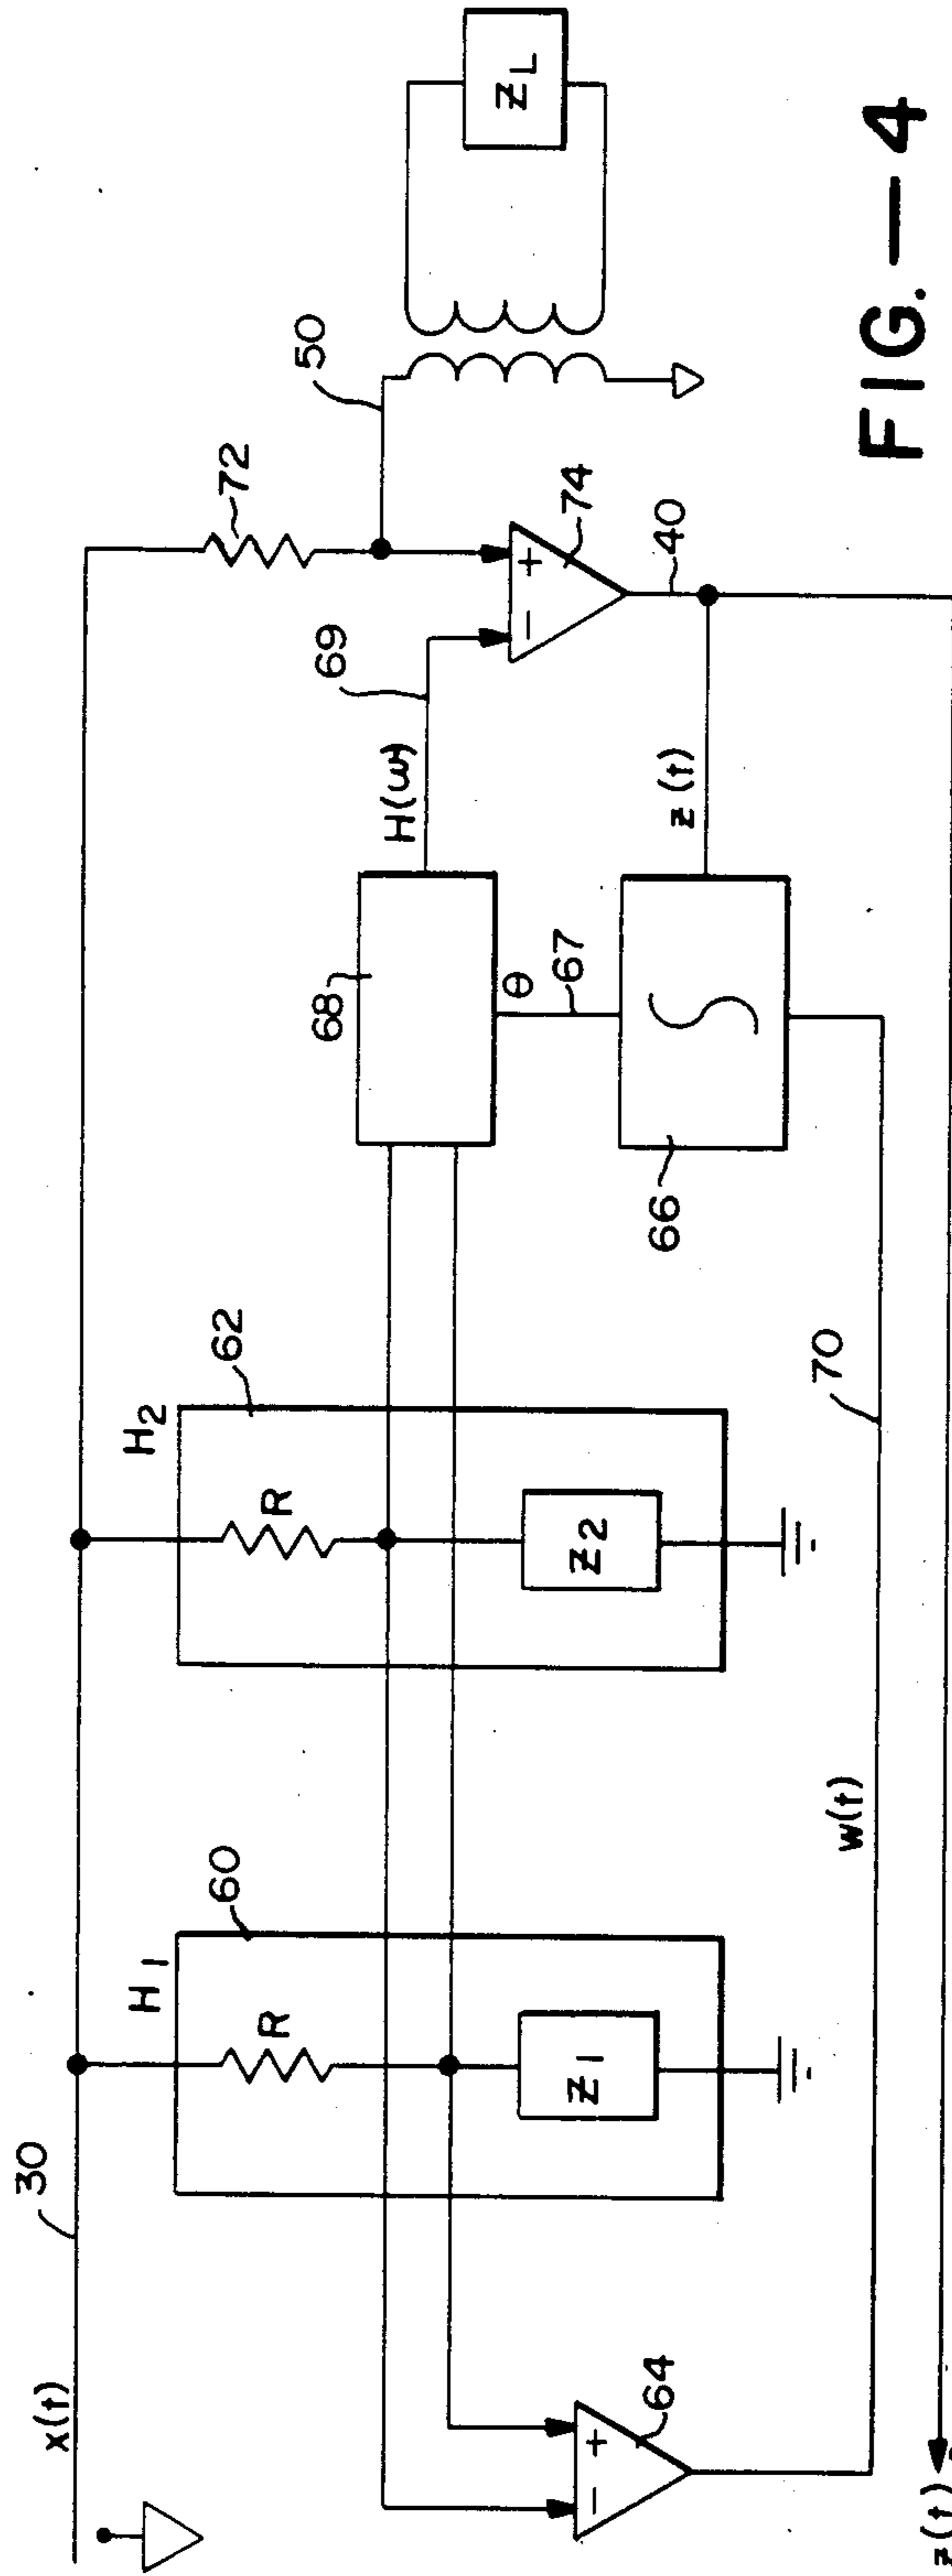 x(t)
30
H1
60
R
Z1
H2
62
R
Z2
64
+
−
w(t)
70
68
θ
67
66
∫
H(ω)
69
z(t)
72
50
−
+
74
40
ZL
z(t)
FIG. — 4